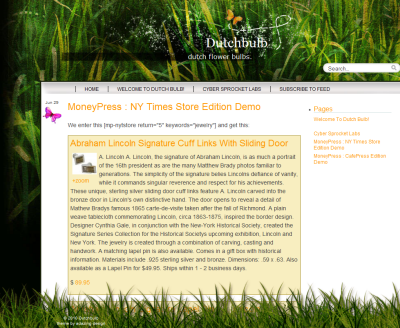 Dutchbulb
dutch flower bulbs.
Search...
HOME
WELCOME TO DUTCH BULB!
CYBER SPROCKET LABS
SUBSCRIBE TO FEED
Jun 29
MoneyPress : NY Times Store Edition Demo
We enter this [mp-nytstore return="5" keywords="jewelry"] and get this:
Abraham Lincoln Signature Cuff Links With Sliding Door
+zoom
A. Lincoln A. Lincoln, the signature of Abraham Lincoln, is as much a portrait
of the 16th president as are the many Matthew Brady photos familiar to
generations. The simplicity of the signature belies Lincolns defiance of vanity,
while it commands singular reverence and respect for his achievements.
These unique, sterling silver sliding door cuff links feature A. Lincoln carved into the
bronze door in Lincoln's own distinctive hand. The door opens to reveal a detail of
Mathew Bradys famous 1865 carte-de-visite taken after the fall of Richmond. A plain
weave tablecloth commemorating Lincoln, circa 1863-1875, inspired the border design.
Designer Cynthia Gale, in conjunction with the New-York Historical Society, created the
Signature Series Collection for the Historical Societys upcoming exhibition, Lincoln and
New York. The jewelry is created through a combination of carving, casting and
handwork. A matching lapel pin is also available. Comes in a gift box with historical
information. Materials include .925 sterling silver and bronze. Dimensions: .59 x .63. Also
available as a Lapel Pin for $49.95. Ships within 1 - 2 business days.
Pages
Welcome To Dutch Bulb!
Cyber Sprocket Labs
MoneyPress : NY Times Store Edition Demo
MoneyPress : CafePress Edition Demo
© 2010 Dutchbulb
theme by
design